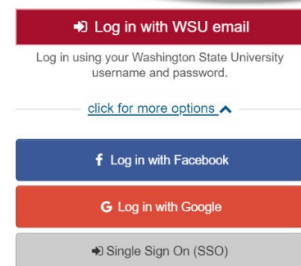 Log in with WSU email
Log in using your Washington State University
username and password.
click for more options
f Log in with Facebook
G Log in with Google
Single Sign On (SSO)